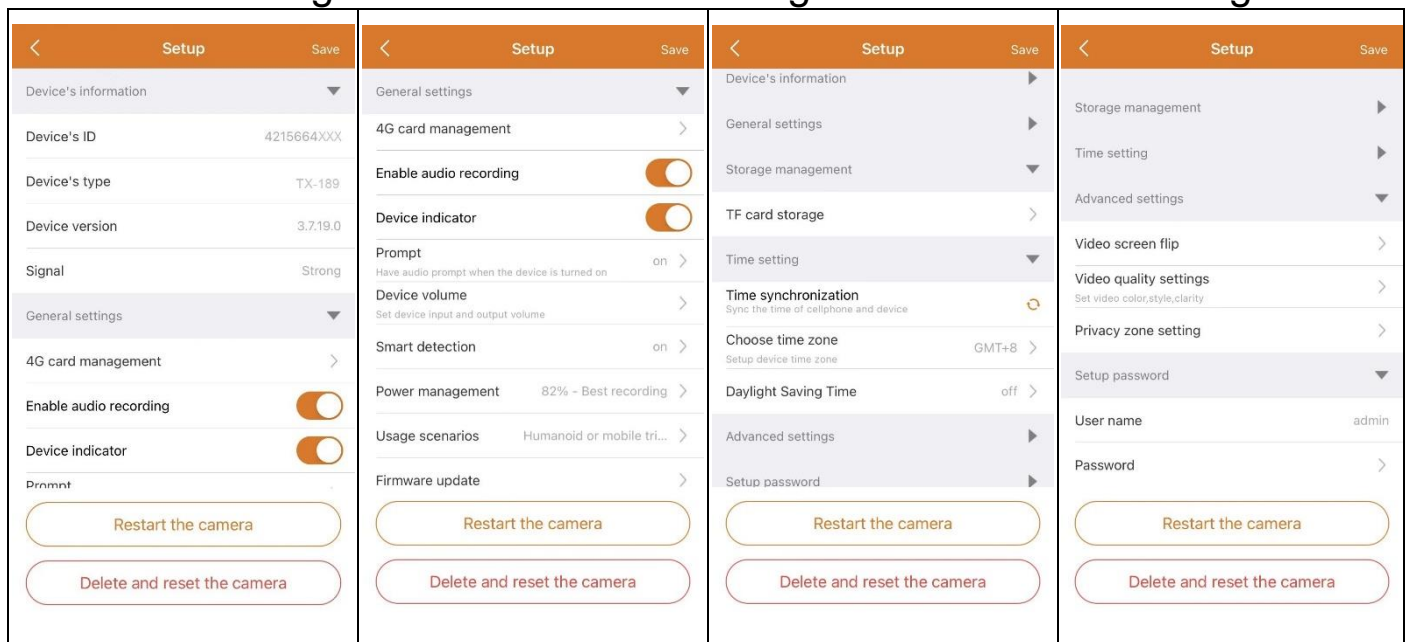 Setup Save
Device's information
Device's ID 4215664XXX
Device's type TX-189
Device version 3.7.19.0
Signal Strong
General settings
4G card management
Enable audio recording
Device indicator
Prompt
Restart the camera
Delete and reset the camera
Setup Save
General settings
4G card management
Enable audio recording
Device indicator
Prompt on
Have audio prompt when the device is turned on
Device volume
Set device input and output volume
Smart detection on
Power management 82% - Best recording
Usage scenarios Humanoid or mobile tri...
Firmware update
Restart the camera
Delete and reset the camera
Setup Save
Device's information
General settings
Storage management
TF card storage
Time setting
Time synchronization
Sync the time of cellphone and device
Choose time zone GMT+8
Setup device time zone
Daylight Saving Time off
Advanced settings
Setup password
Restart the camera
Delete and reset the camera
Setup Save
Storage management
Time setting
Advanced settings
Video screen flip
Video quality settings
Set video color,style,clarity
Privacy zone setting
Setup password
User name admin
Password
Restart the camera
Delete and reset the camera